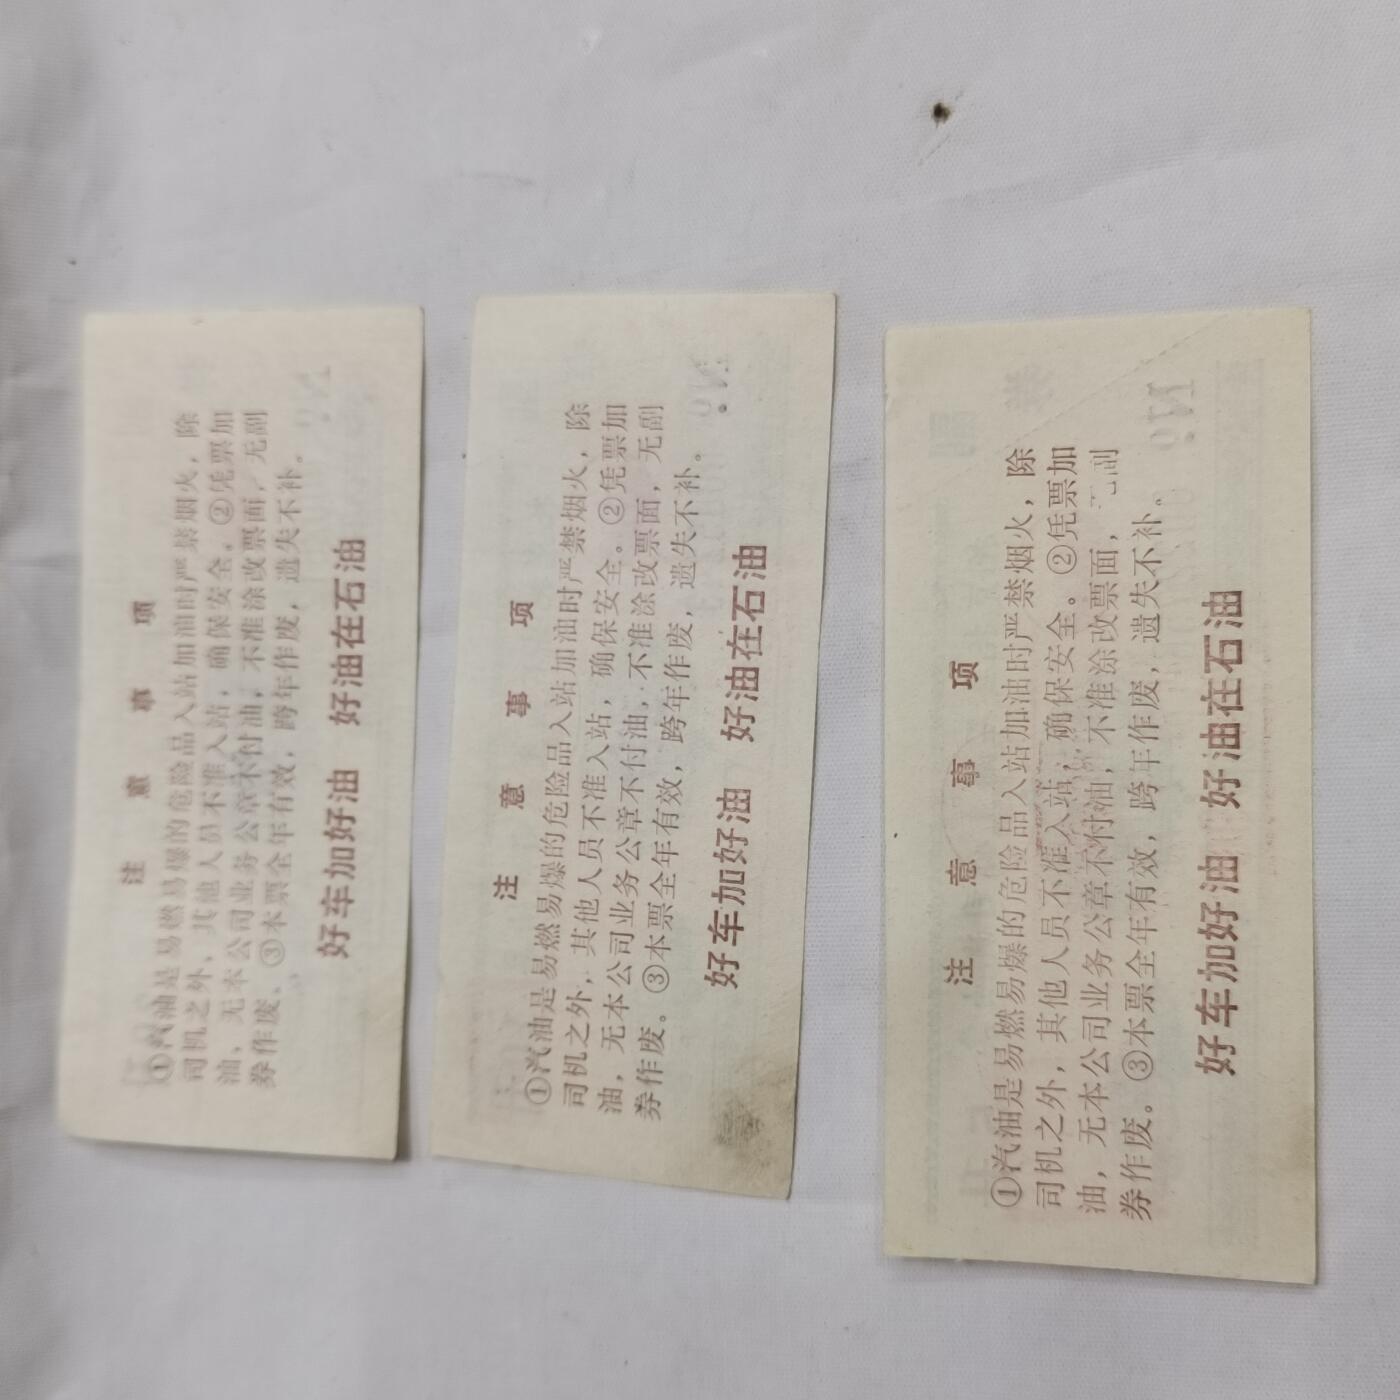 注意事项
①汽油是易燃易爆的危险品入站加油时严禁烟火，除
司机之外，其他人员不准入站，确保安全。②凭票加
油，无本公司业务公章不付油，不准涂改票面，无副
券作废。③本票全年有效，跨年作废，遗失不补。
好车加好油 好油在石油
注意事项
①汽油是易燃易爆的危险品入站加油时严禁烟火，除
司机之外，其他人员不准入站，确保安全。②凭票加
油，无本公司业务公章不付油，不准涂改票面，无副
券作废。③本票全年有效，跨年作废，遗失不补。
好车加好油 好油在石油
注意事项
①汽油是易燃易爆的危险品入站加油时严禁烟火，除
司机之外，其他人员不准入站，确保安全。②凭票加
油，无本公司业务公章不付油，不准涂改票面，副
券作废。③本票全年有效，跨年作废，遗失不补。
好车加好油 好油在石油